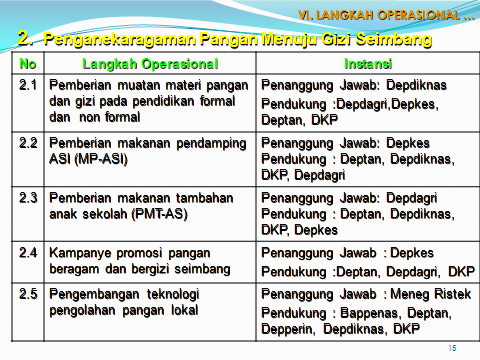 VI. LANGKAH OPERASIONAL ...
2. Penganekaragaman Pangan Menuju Gizi Seimbang
No Langkah Operasional Instansi
2.1 Pemberian muatan materi pangan
dan gizi pada pendidikan formal
dan non formal
Penanggung Jawab: Depdiknas
Pendukung :Depdagri,Depkes,
Deptan, DKP
2.2 Pemberian makanan pendamping
ASI (MP-ASI)
Penanggung Jawab: Depkes
Pendukung : Deptan, Depdiknas,
DKP, Depdagri
2.3 Pemberian makanan tambahan
anak sekolah (PMT-AS)
Penanggung Jawab: Depdagri
Pendukung : Deptan, Depdiknas,
DKP, Depkes
2.4 Kampanye promosi pangan
beragam dan bergizi seimbang
Penanggung Jawab : Depkes
Pendukung :Deptan, Depdagri, DKP
2.5 Pengembangan teknologi
pengolahan pangan lokal
Penanggung Jawab : Meneg Ristek
Pendukung : Bappenas, Deptan,
Depperin, Depdiknas, DKP
15